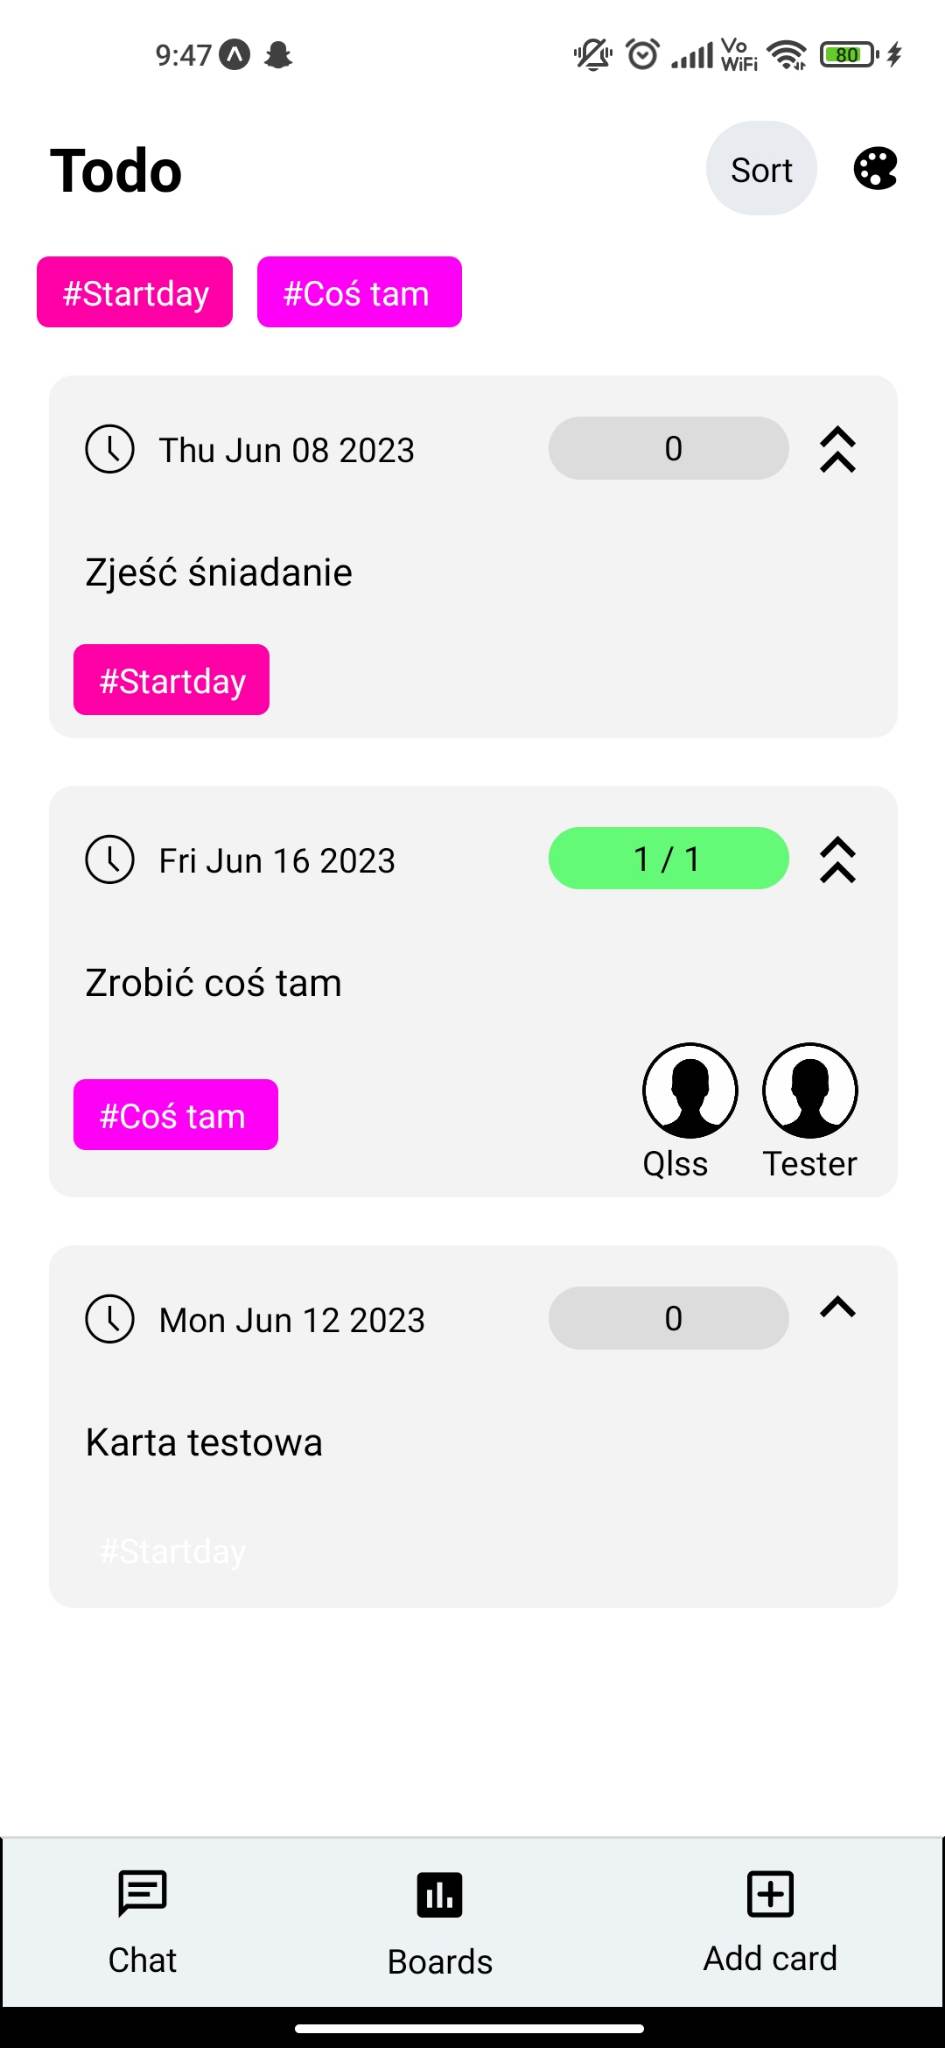 9:47 Vo WiFi 80
Todo Sort
#Startday #Coś tam
Thu Jun 08 2023 0
Zjeść śniadanie
#Startday
Fri Jun 16 2023 1 / 1
Zrobić coś tam
#Coś tam
Qlss Tester
Mon Jun 12 2023 0
Karta testowa
#Startday
Chat Boards Add card